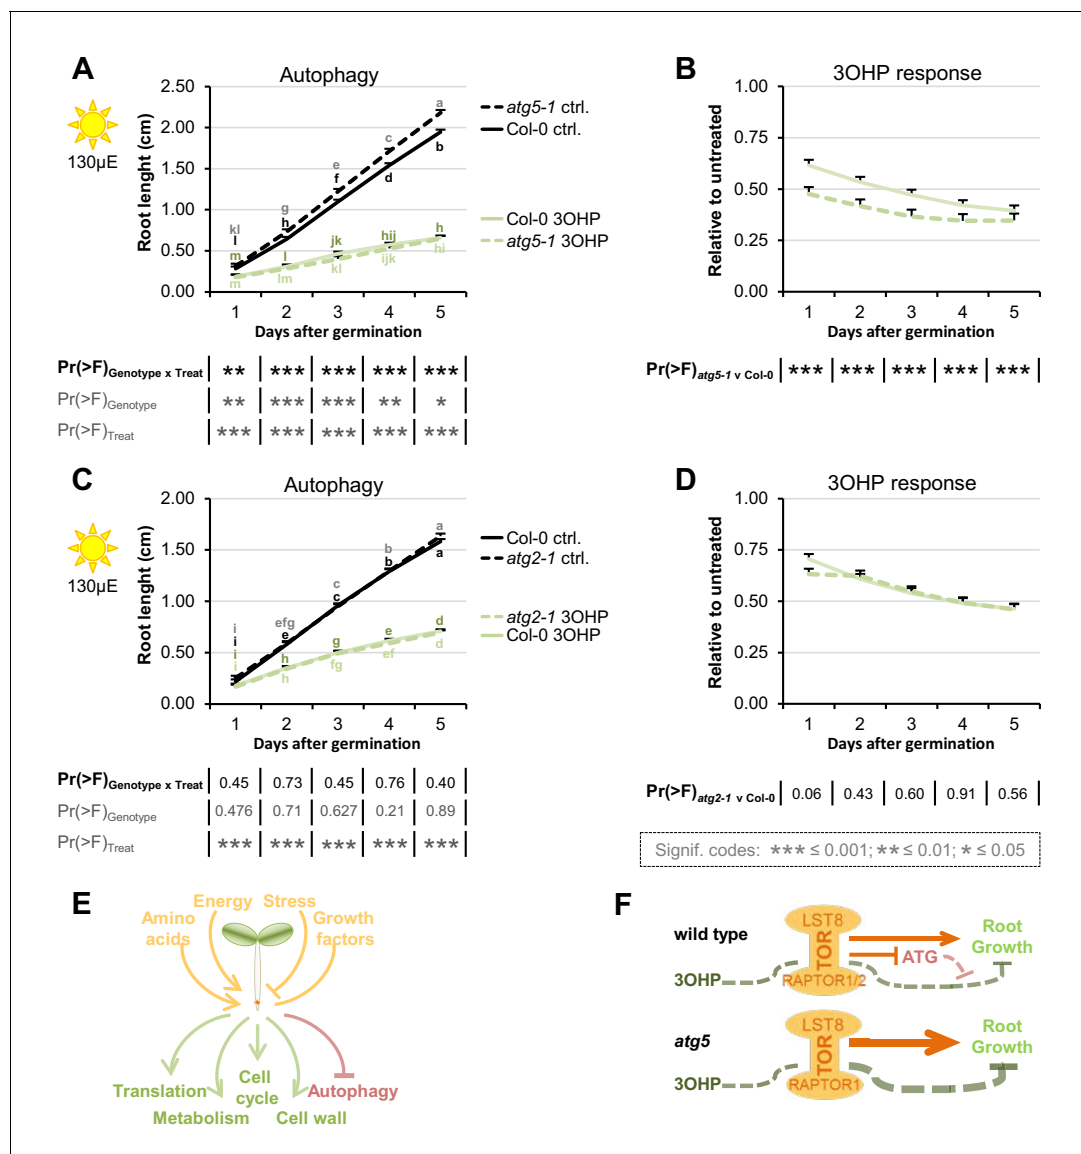 A
Autophagy
130µE
Root lenght (cm)
2.50
2.00
1.50
1.00
0.50
0.00
a
b
c
d
e
f
g
h
kl
l
m
m
l
lm
jk
kl
hij
ijk
h
hi
1 2 3 4 5
Days after germination
atg5-1 ctrl.
Col-0 ctrl.
Col-0 3OHP
atg5-1 3OHP
Pr(>F)Genotype x Treat ** *** *** *** ***
Pr(>F)Genotype ** *** *** ** *
Pr(>F)Treat *** *** *** *** ***
B
3OHP response
Relative to untreated
1.00
0.75
0.50
0.25
0.00
1 2 3 4 5
Days after germination
Pr(>F)atg5-1 v Col-0 *** *** *** *** ***
C
Autophagy
130µE
Root lenght (cm)
2.00
1.50
1.00
0.50
0.00
a
a
b
b
c
c
efg
e
i
i
i
i
h
h
g
fg
e
ef
d
d
1 2 3 4 5
Days after germination
Col-0 ctrl.
atg2-1 ctrl.
atg2-1 3OHP
Col-0 3OHP
Pr(>F)Genotype x Treat 0.45 0.73 0.45 0.76 0.40
Pr(>F)Genotype 0.476 0.71 0.627 0.21 0.89
Pr(>F)Treat *** *** *** *** ***
D
3OHP response
Relative to untreated
1.00
0.75
0.50
0.25
0.00
1 2 3 4 5
Days after germination
Pr(>F)atg2-1 v Col-0 0.06 0.43 0.60 0.91 0.56
Signif. codes: *** ≤ 0.001; ** ≤ 0.01; * ≤ 0.05
E
Energy Stress
Amino acids
Growth factors
Translation
Metabolism
Cell cycle
Cell wall
Autophagy
F
wild type
3OHP
LST8
TOR
RAPTOR1/2
ATG
Root Growth
atg5
3OHP
LST8
TOR
RAPTOR1
Root Growth